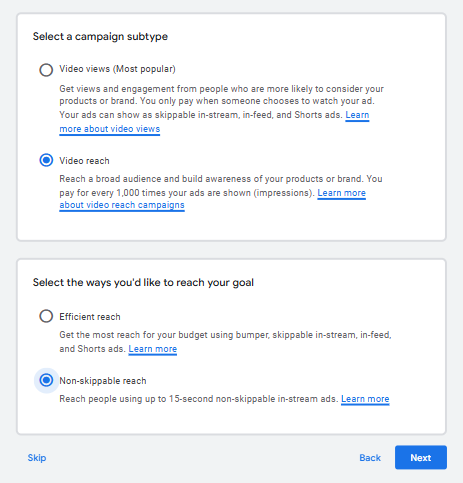 Select a campaign subtype
Video views (Most popular)
Get views and engagement from people who are more likely to consider your
products or brand. You only pay when someone chooses to watch your ad.
Your ads can show as skippable in-stream, in-feed, and Shorts ads. Learn
more about video views
Video reach
Reach a broad audience and build awareness of your products or brand. You
pay for every 1,000 times your ads are shown (impressions). Learn more
about video reach campaigns
Select the ways you'd like to reach your goal
Efficient reach
Get the most reach for your budget using bumper, skippable in-stream, in-feed,
and Shorts ads. Learn more
Non-skippable reach
Reach people using up to 15-second non-skippable in-stream ads. Learn more
Skip
Back
Next